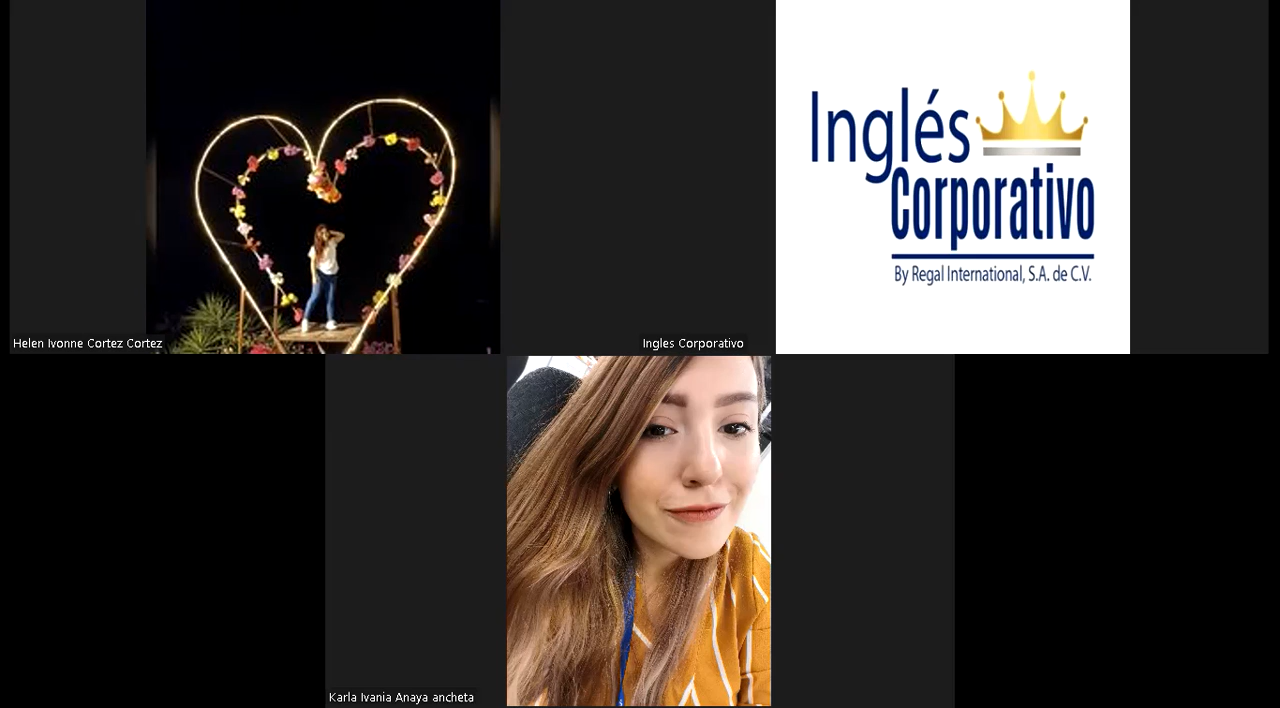 Inglés
Corporativo
By Regal International, S.A. de C.V.
Helen Ivonne Cortez Cortez
Ingles Corporativo
Karla Ivania Anaya ancheta